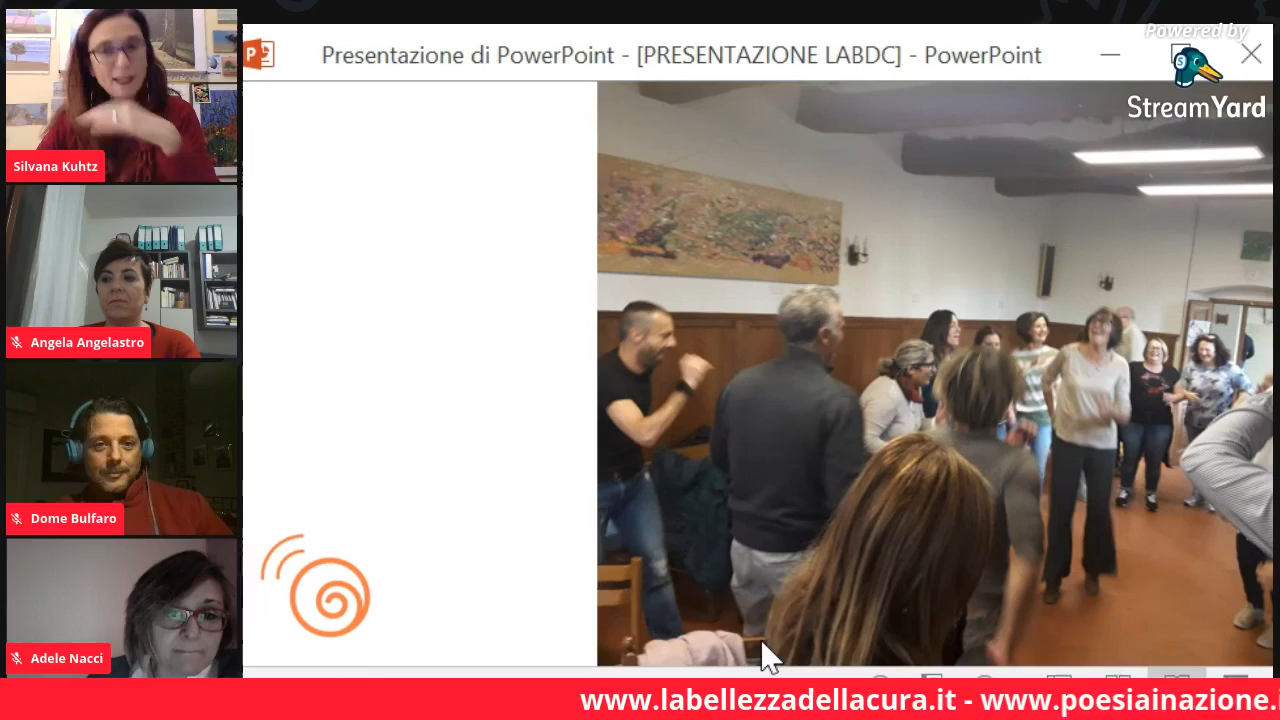 Presentazione di PowerPoint - [PRESENTAZIONE LABDC] - PowerPoint
Powered by
StreamYard
Silvana Kuhtz
Angela Angelastro
Dome Bulfaro
Adele Nacci
www.labellezzadellacura.it - www.poesiainazione.i